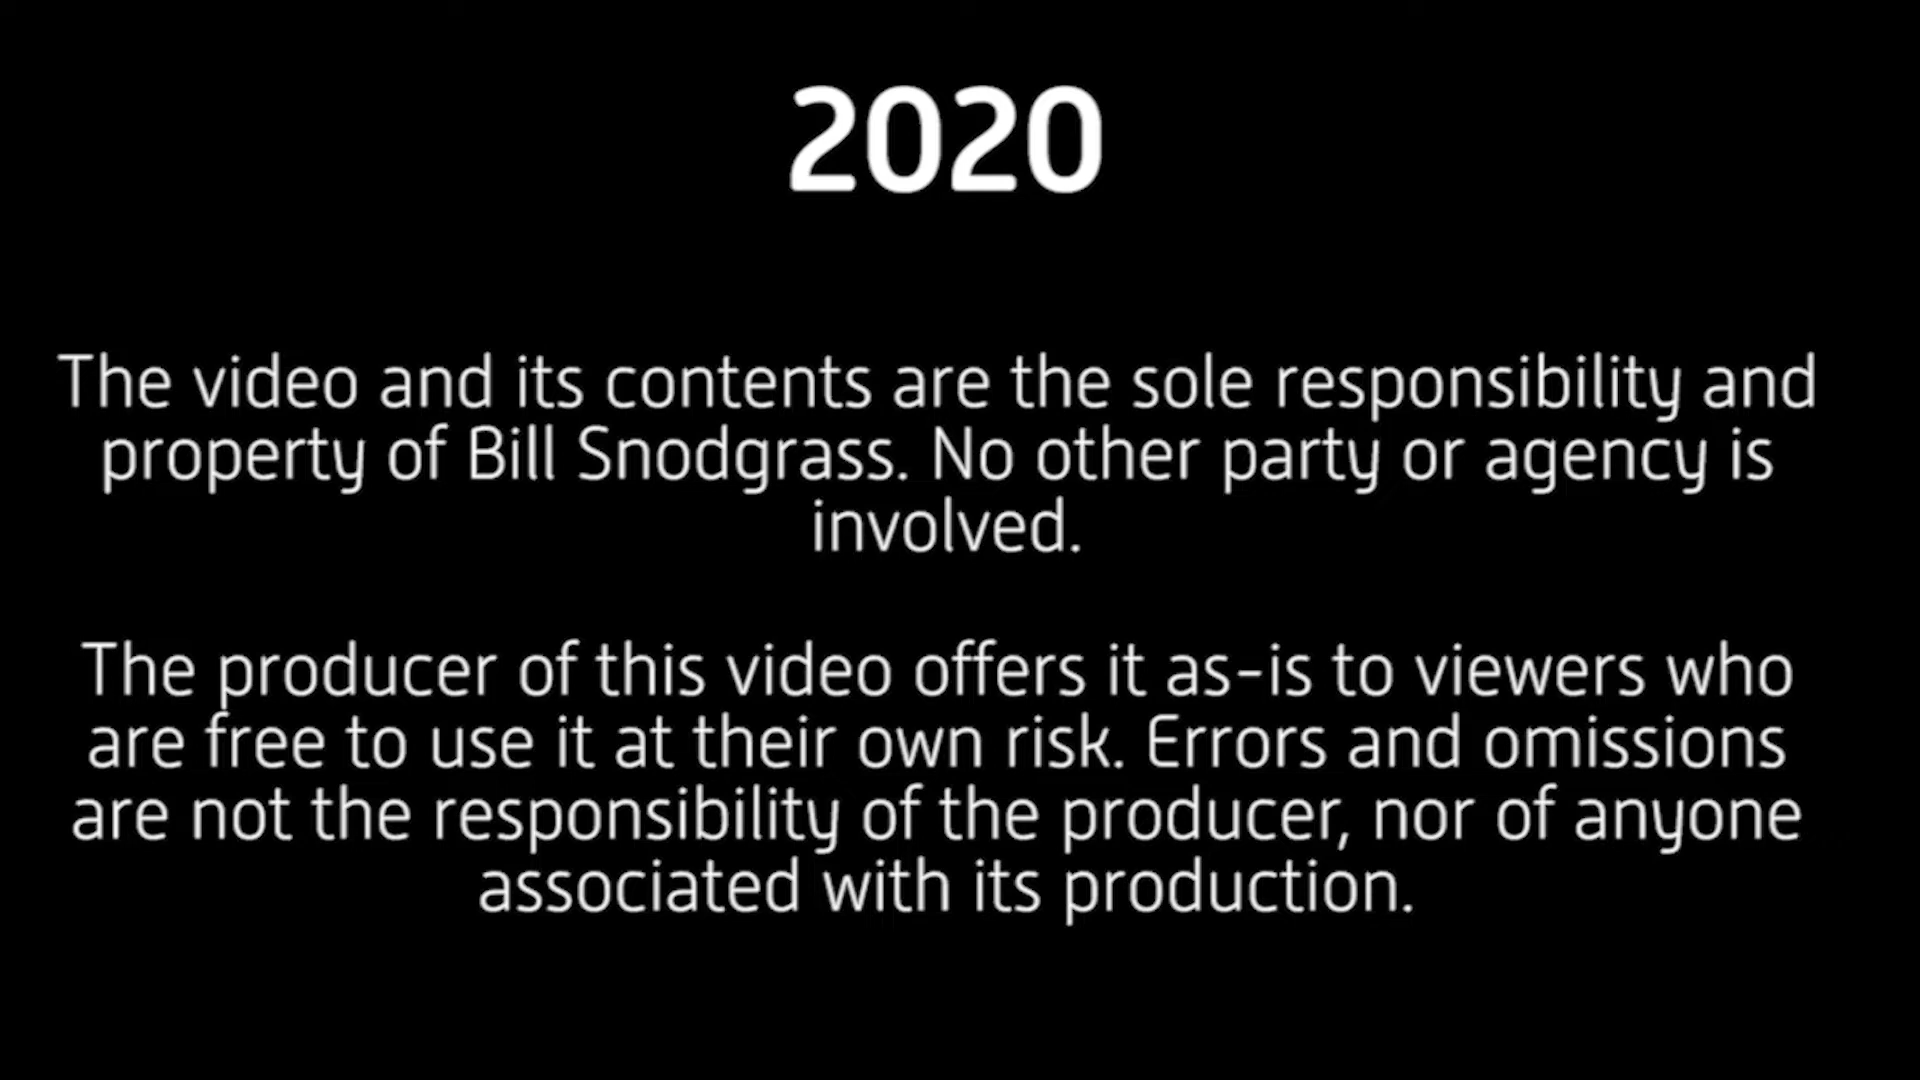 2020
The video and its contents are the sole responsibility and
property of Bill Snodgrass. No other party or agency is
involved.
The producer of this video offers it as-is to viewers who
are free to use it at their own risk. Errors and omissions
are not the responsibility of the producer, nor of anyone
associated with its production.